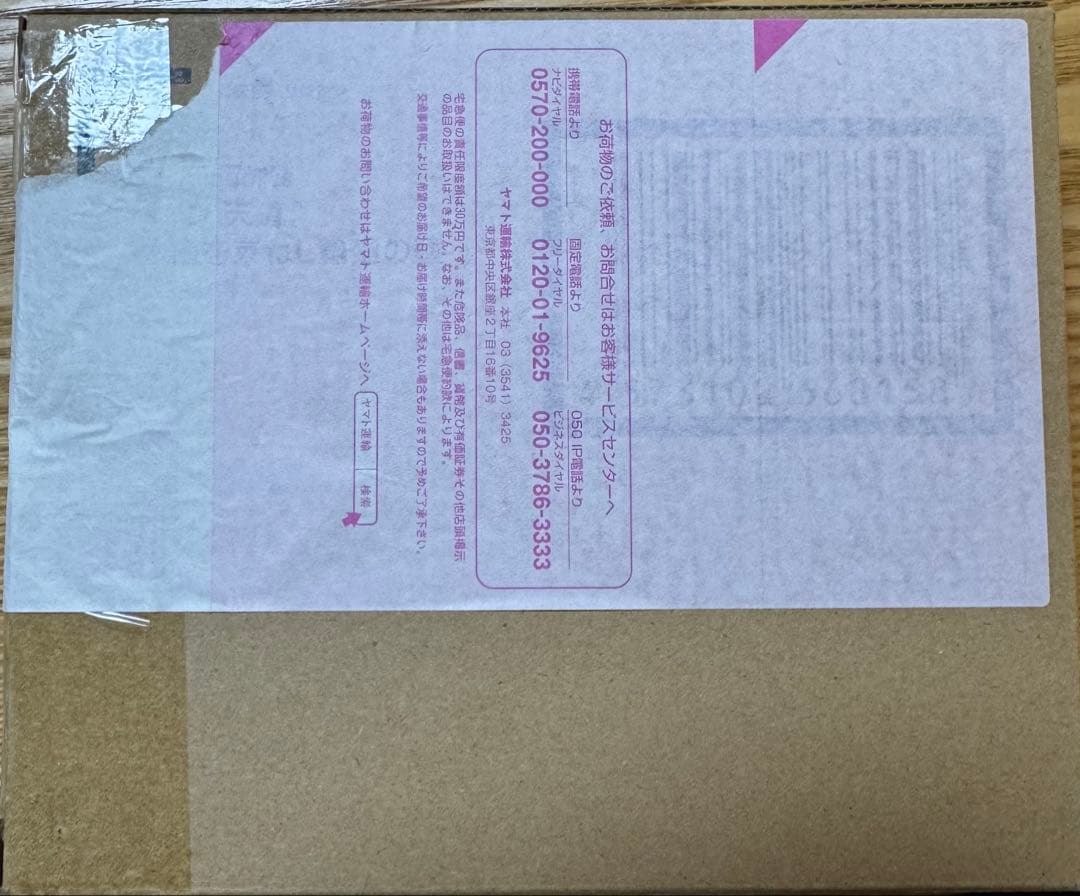 お荷物のご依頼、お問合せはお客様サービスセンターへ
携帯電話より 固定電話より 050 IP電話より
ナビダイヤル フリーダイヤル ビジネスダイヤル
0570-200-000 0120-01-9625 050-3786-3333
ヤマト運輸株式会社 本社 03 (3541) 3425
東京都中央区銀座2丁目16番10号
宅急便の責任限度額は30万円です。また危険品、信書、貨幣及び有価証券その他店頭掲示
の品目のお取扱いはできません。なお、その他は宅急便約款によります。
交通事情等によりご希望のお届け日・お届け時間帯に添えない場合もありますので予めご了承下さい。
お荷物のお問い合わせはヤマト運輸ホームページへ ヤマト運輸 検索